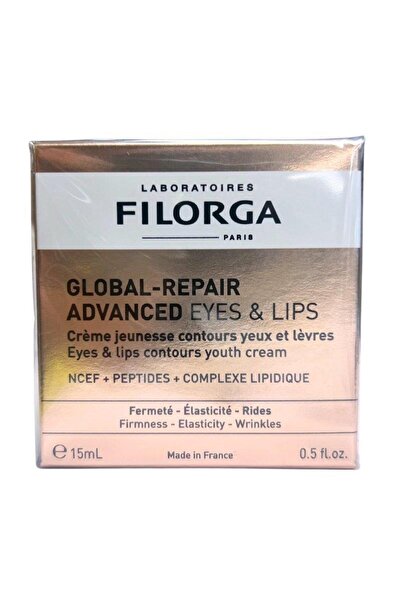 LABORATOIRES
FILORGA
PARIS
GLOBAL-REPAIR
ADVANCED EYES & LIPS
Crème jeunesse contours yeux et lèvres
Eyes & lips contours youth cream
NCEF + PEPTIDES + COMPLEXE LIPIDIQUE
Fermeté - Élasticité - Rides
Firmness - Elasticity - Wrinkles
℮ 15mL Made in France 0.5 fl.oz.